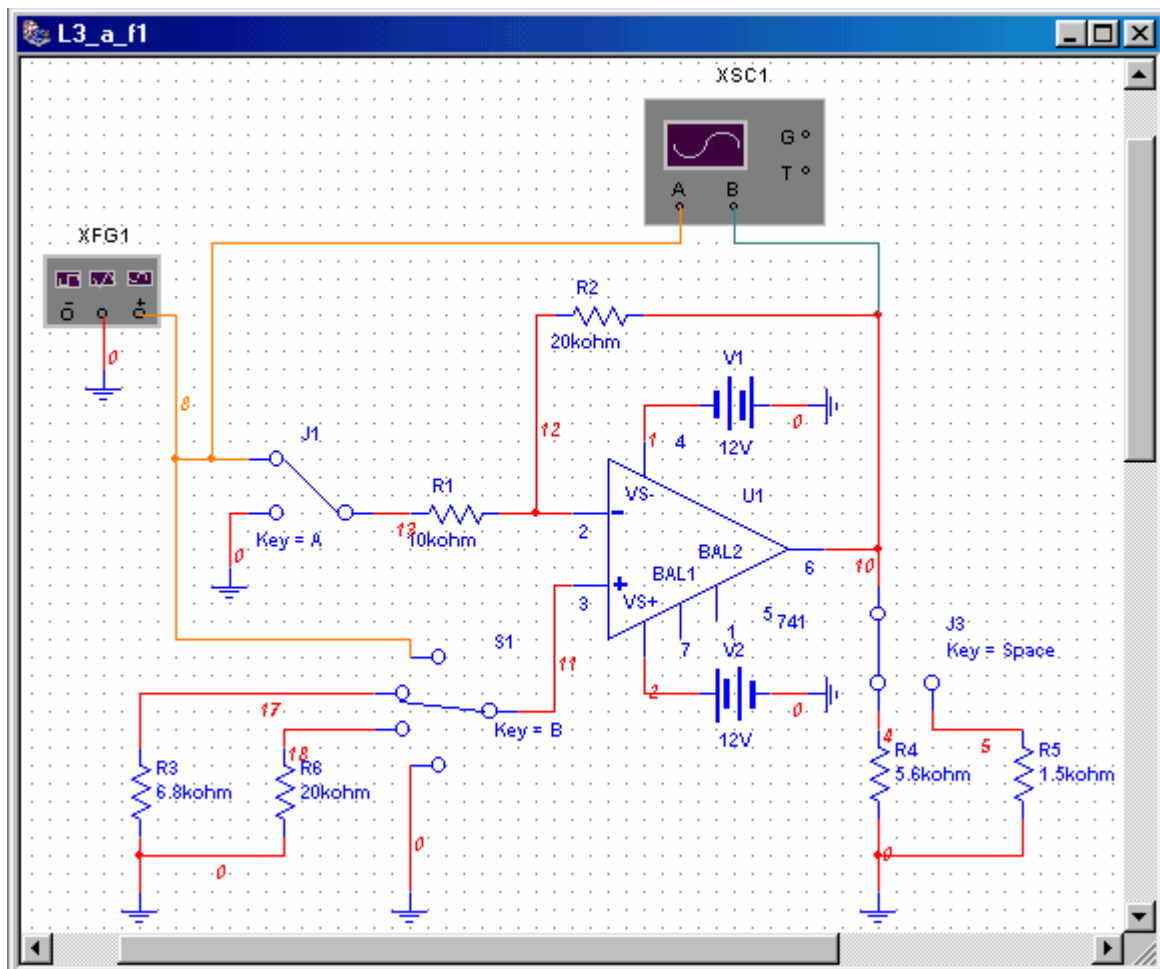 L3_a_f1
XSC1
G
T
A B
XFG1
- +
R2
20kohm
V1
0
8
12
1
4
0
12V
J1
R1
VS-
U1
13
10kohm
Key = A
0
2
-
BAL2
6
10
BAL1
3
+
VS+
5
741
1
7
J3
Key = Space
S1
11
V2
2
0
17
Key = B
12V
18
4
5
R3
6.8kohm
R6
20kohm
R4
5.6kohm
R5
1.5kohm
0
0
0